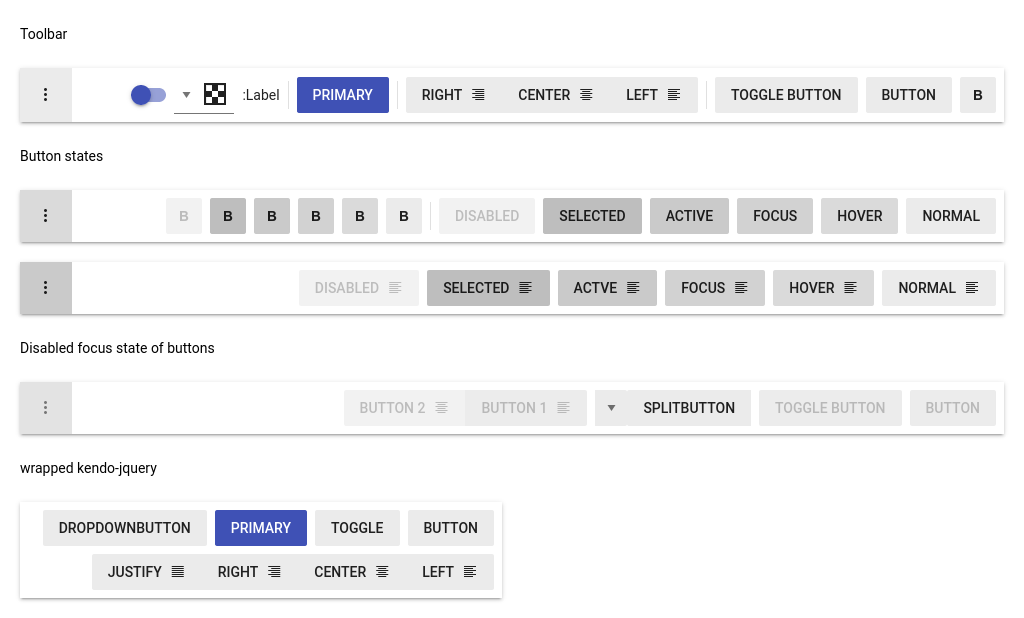 Toolbar
:Label PRIMARY RIGHT CENTER LEFT TOGGLE BUTTON BUTTON B
Button states
B B B B B B DISABLED SELECTED ACTIVE FOCUS HOVER NORMAL
DISABLED SELECTED ACTVE FOCUS HOVER NORMAL
Disabled focus state of buttons
BUTTON 2 BUTTON 1 SPLITBUTTON TOGGLE BUTTON BUTTON
wrapped kendo-jquery
DROPDOWNBUTTON PRIMARY TOGGLE BUTTON
JUSTIFY RIGHT CENTER LEFT